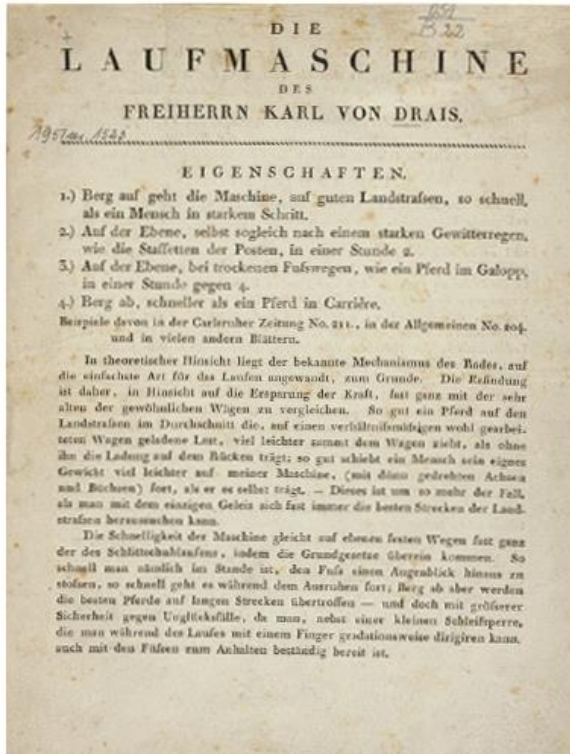 DIE
LAUFMASCHINE
DES
FREIHERRN KARL VON DRAIS.
EIGENSCHAFTEN.
1.) Berg auf geht die Maschine, auf guten Landstraſsen, so schnell,
als ein Mensch in starkem Schritt.
2.) Auf der Ebene, selbst sogleich nach einem starken Gewitterregen,
wie die Staffetten der Posten, in einer Stunde 2.
3.) Auf der Ebene, bei trockenen Fuſswegen, wie ein Pferd im Galopp,
in einer Stunde gegen 4.
4.) Berg ab, schneller als ein Pferd in Carrière.
Beispiele davon in der Carlsruher Zeitung No. 211., in der Allgemeinen No. 204.
und in vielen andern Blättern.
In theoretischer Hinsicht liegt der bekannte Mechanismus des Rades, auf
die einfachste Art für das Laufen angewandt, zum Grunde. Die Erfindung
ist daher, in Hinsicht auf die Ersparung der Kraft, fast ganz mit der sehr
alten der gewöhnlichen Wägen zu vergleichen. So gut ein Pferd auf den
Landstraſsen im Durchschnitt die, auf einen verhältniſsmäſsigen wohl gearbei-
teten Wagen geladene Last, viel leichter sammt dem Wagen zieht, als ohne
ihn die Ladung auf dem Rücken trägt; so gut schiebt ein Mensch sein eignes
Gewicht viel leichter auf meiner Maschine, (mit dünn gedrehten Achsen
und Büchsen) fort, als er es selbst trägt. — Dieses ist um so mehr der Fall,
als man mit dem einzigen Geleis sich fast immer die besten Strecken der Land-
straſsen heraussuchen kann.
Die Schnelligkeit der Maschine gleicht auf ebenen festen Wegen fast ganz
der des Schlittschuhlaufens, indem die Grundgesetze überein kommen. So
schnell man nämlich im Stande ist, den Fuſs einen Augenblick hinaus zu
stoſsen, so schnell geht es während dem Ausruhen fort; Berg ab aber werden
die besten Pferde auf langen Strecken übertroffen — und doch mit gröſserer
Sicherheit gegen Unglücksfälle, da man, nebst einer kleinen Schleifsperre,
die man während des Laufes mit einem Finger gradationsweise dirigiren kann,
auch mit den Füſsen zum Anhalten beständig bereit ist.